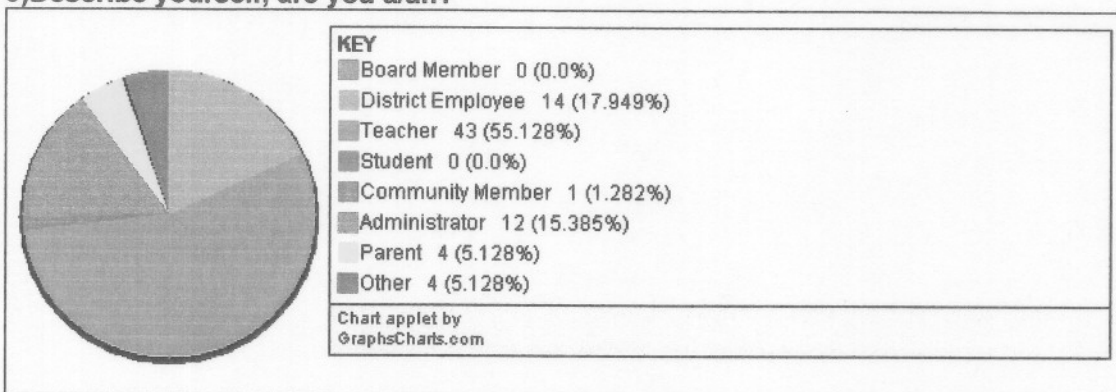 KEY
Board Member 0 (0.0%)
District Employee 14 (17.949%)
Teacher 43 (55.128%)
Student 0 (0.0%)
Community Member 1 (1.282%)
Administrator 12 (15.385%)
Parent 4 (5.128%)
Other 4 (5.128%)
Chart applet by
GraphsCharts.com